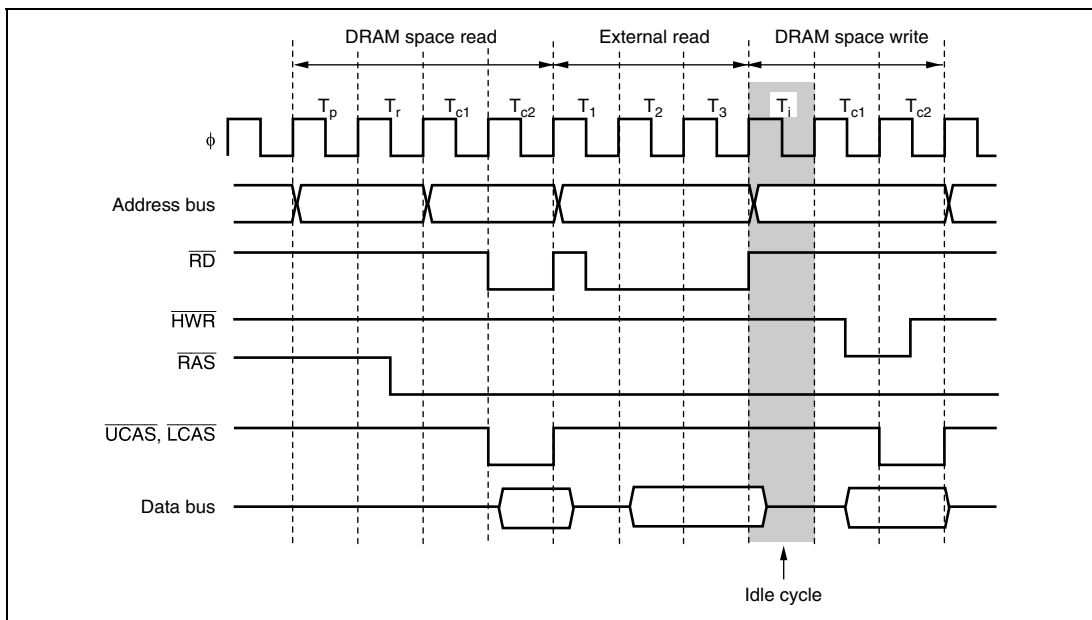 DRAM space read External read DRAM space write
Tp Tr Tc1 Tc2 T1 T2 T3 Ti Tc1 Tc2
φ
Address bus
RD
HWR
RAS
UCAS, LCAS
Data bus
Idle cycle